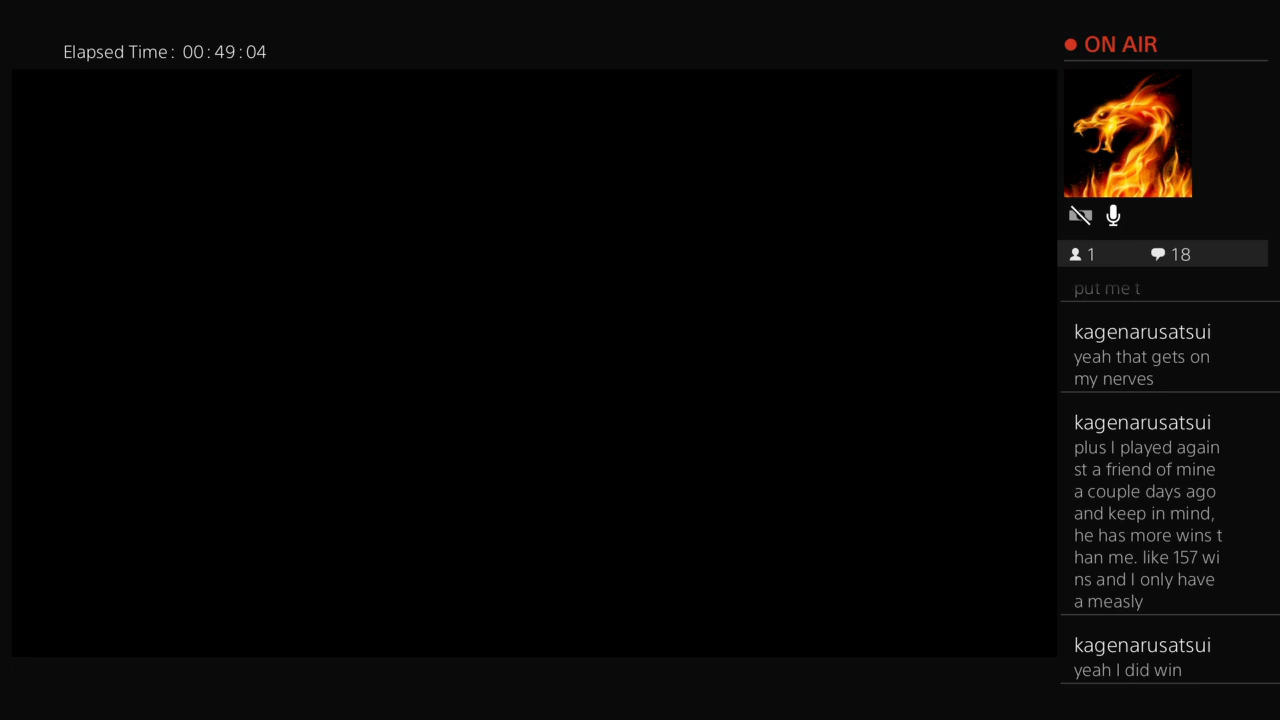 Elapsed Time: 00:49:04
ON AIR
1 18
put me t
kagenarusatsui
yeah that gets on
my nerves
kagenarusatsui
plus I played again
st a friend of mine
a couple days ago
and keep in mind,
he has more wins t
han me. like 157 wi
ns and I only have
a measly
kagenarusatsui
yeah I did win